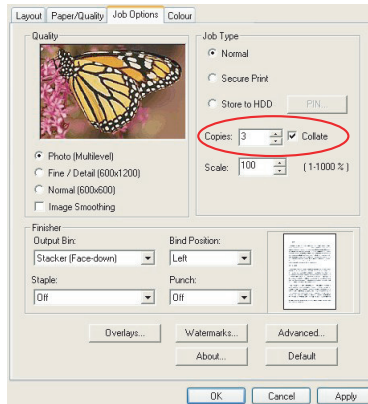 Layout Paper/Quality Job Options Colour
Quality
Photo (Multilevel)
Fine / Detail (600x1200)
Normal (600x600)
Image Smoothing
Job Type
Normal
Secure Print
Store to HDD PIN...
Copies: 3 Collate
Scale: 100 (1-1000 %)
Finisher
Output Bin: Bind Position:
Stacker (Face-down) Left
Staple: Punch:
Off Off
Overlays... Watermarks... Advanced...
About... Default
OK Cancel Apply